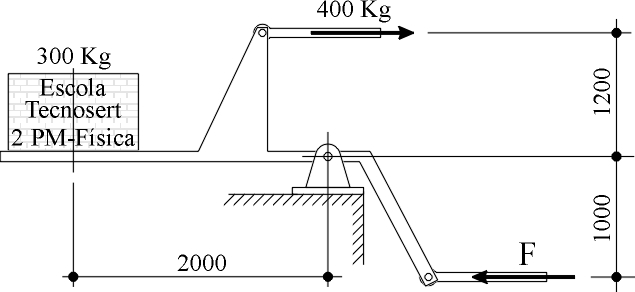 400 Kg
300 Kg
Escola
Tecnosert
2 PM-Física
1200
1000
2000
F